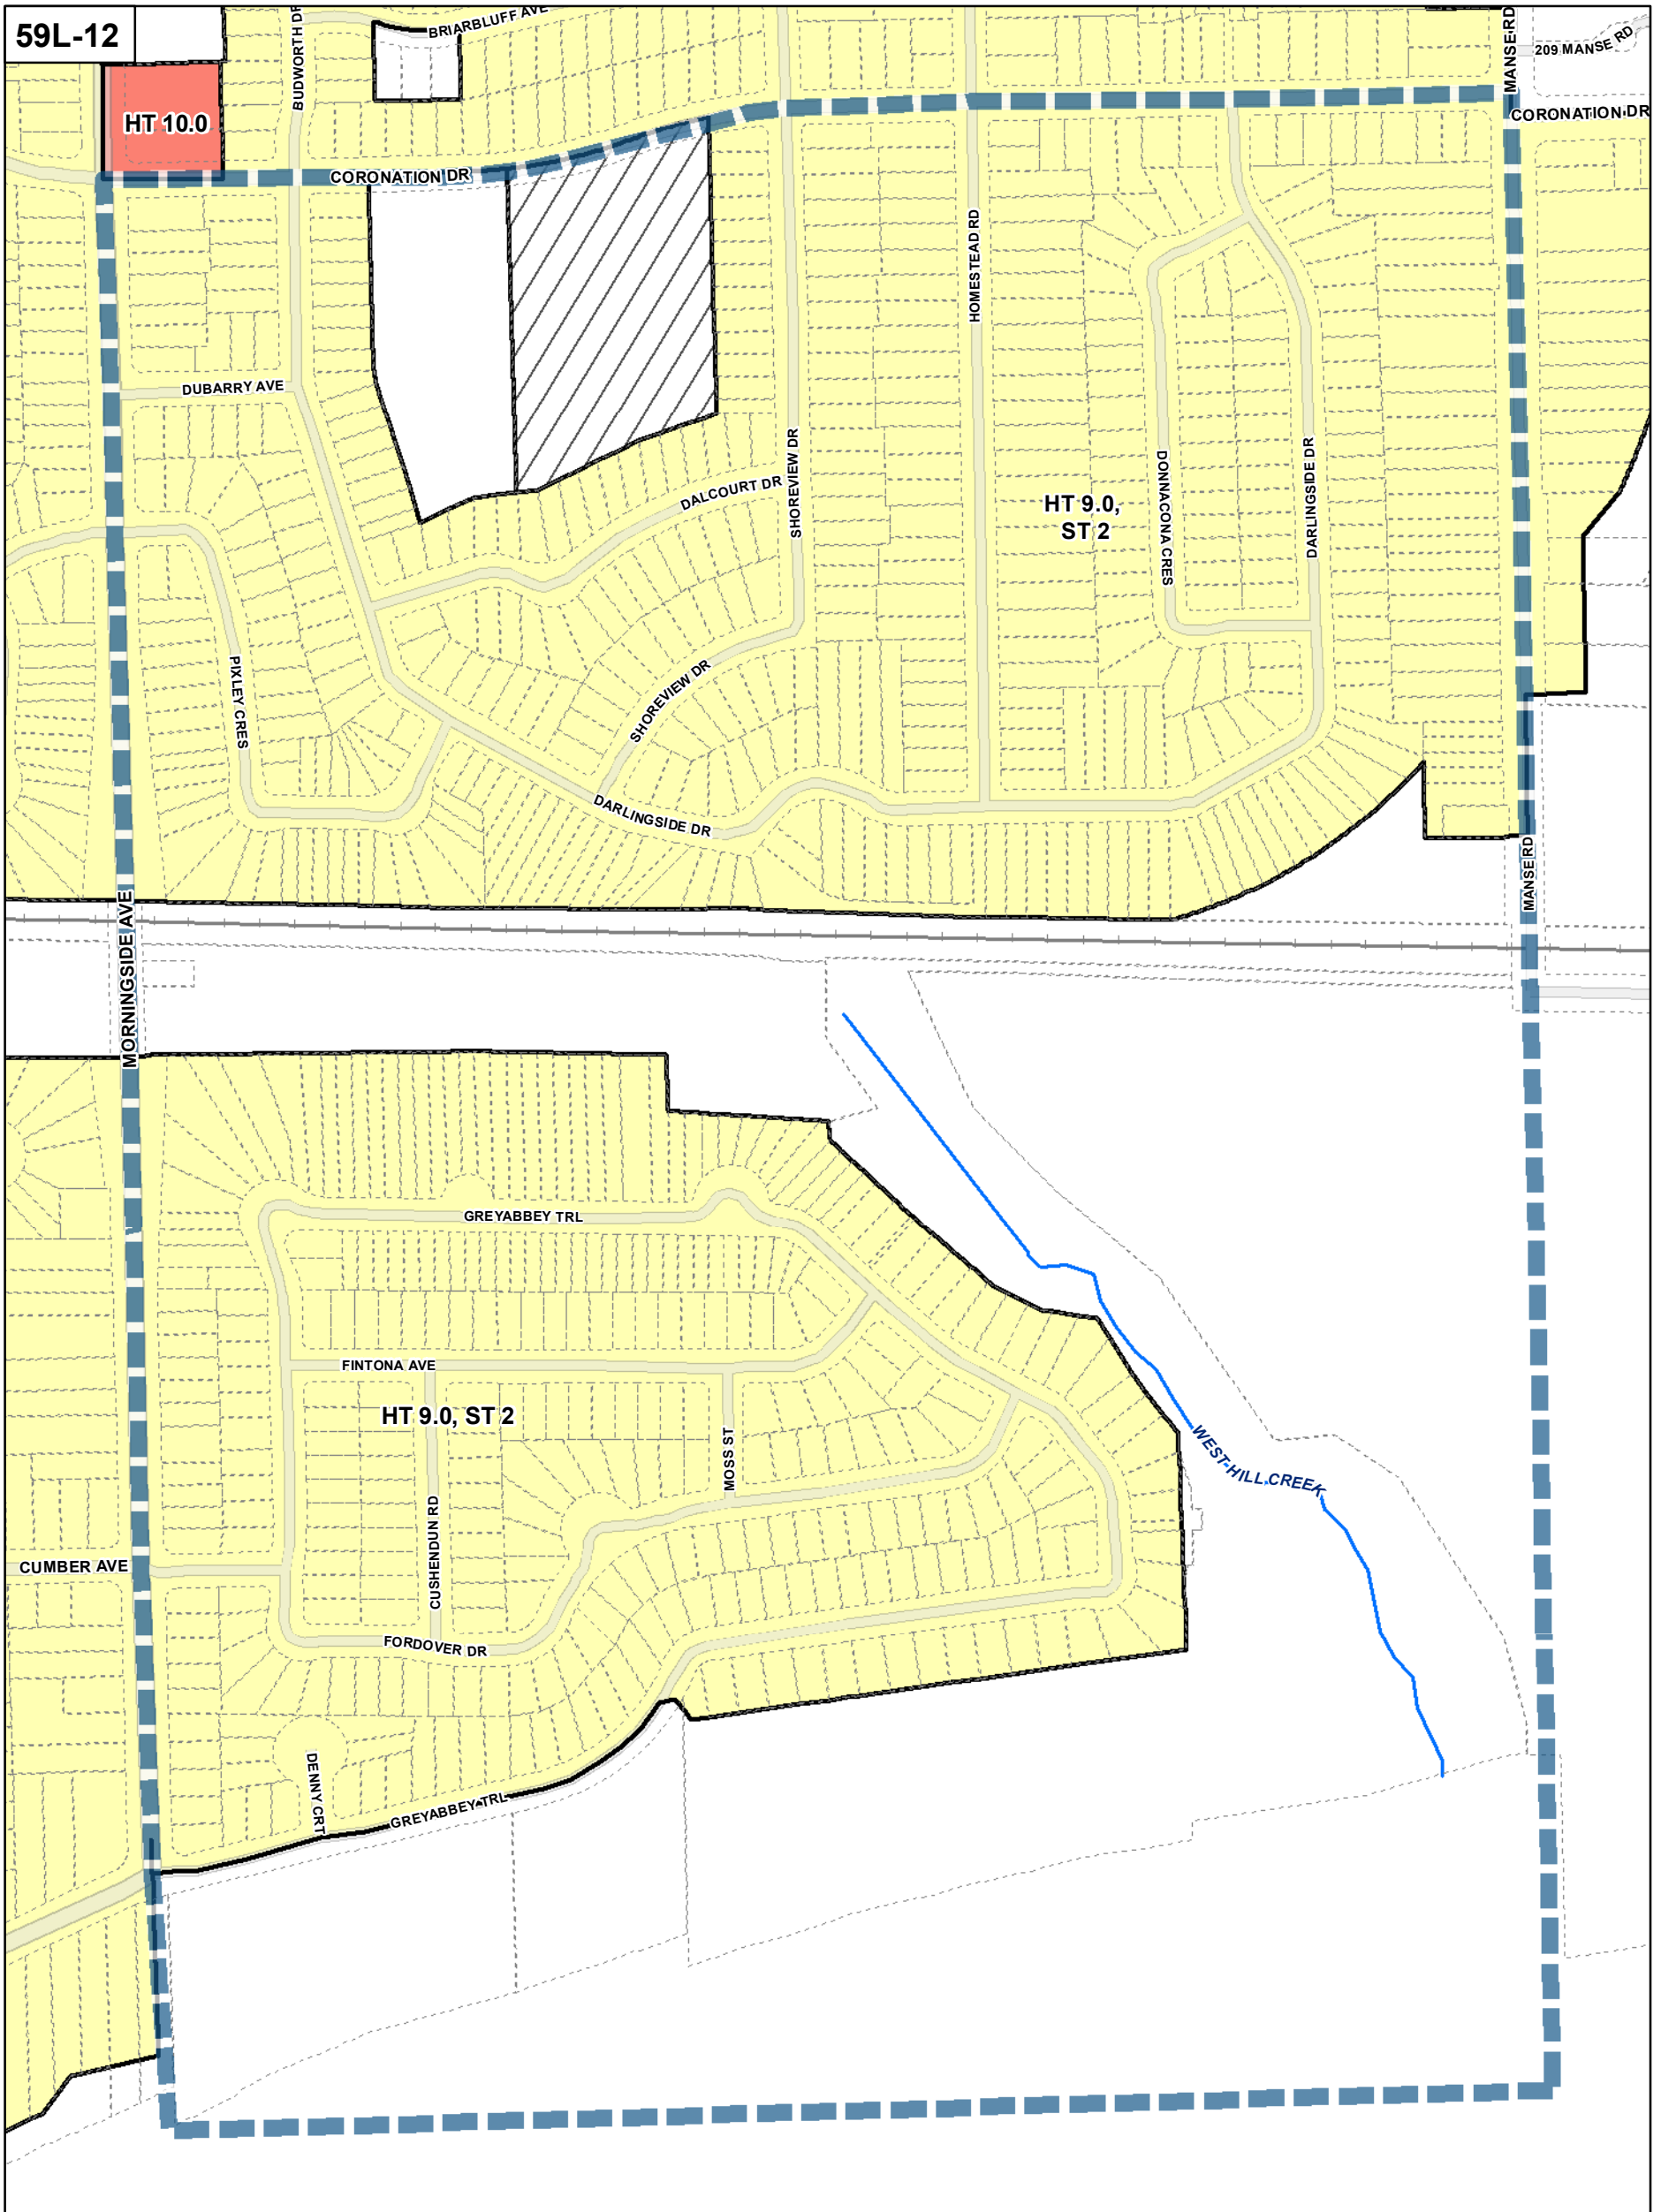 59L-12
BUDWORTH DR
BRIARBLUFF AVE
MANSE RD
209 MANSE RD
HT 10.0
CORONATION DR
CORONATION DR
HOMESTEAD RD
DUBARRY AVE
DALCOURT DR
SHOREVIEW DR
HT 9.0,
ST 2
DONNACONA CRES
DARLINGSIDE DR
PIXLEY CRES
SHOREVIEW DR
DARLINGSIDE DR
MANSE RD
MORNINGSIDE AVE
GREYABBEY TRL
FINTONA AVE
HT 9.0, ST 2
MOSS ST
WEST HILL CREEK
CUSHENDUN RD
CUMBER AVE
FORDOVER DR
DENNY CRT
GREYABBEY TRL